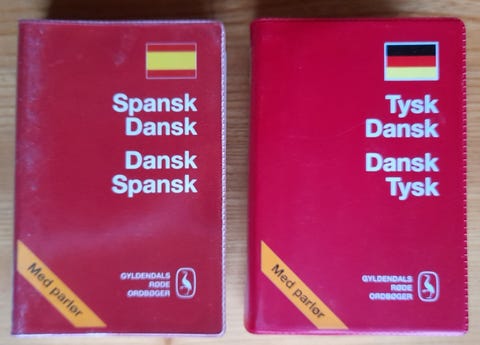 Spansk
Dansk
Dansk
Spansk
Med parlør
GYLDENDALS
RØDE
ORDBØGER
Tysk
Dansk
Dansk
Tysk
Med parlør
GYLDENDALS
RØDE
ORDBØGER